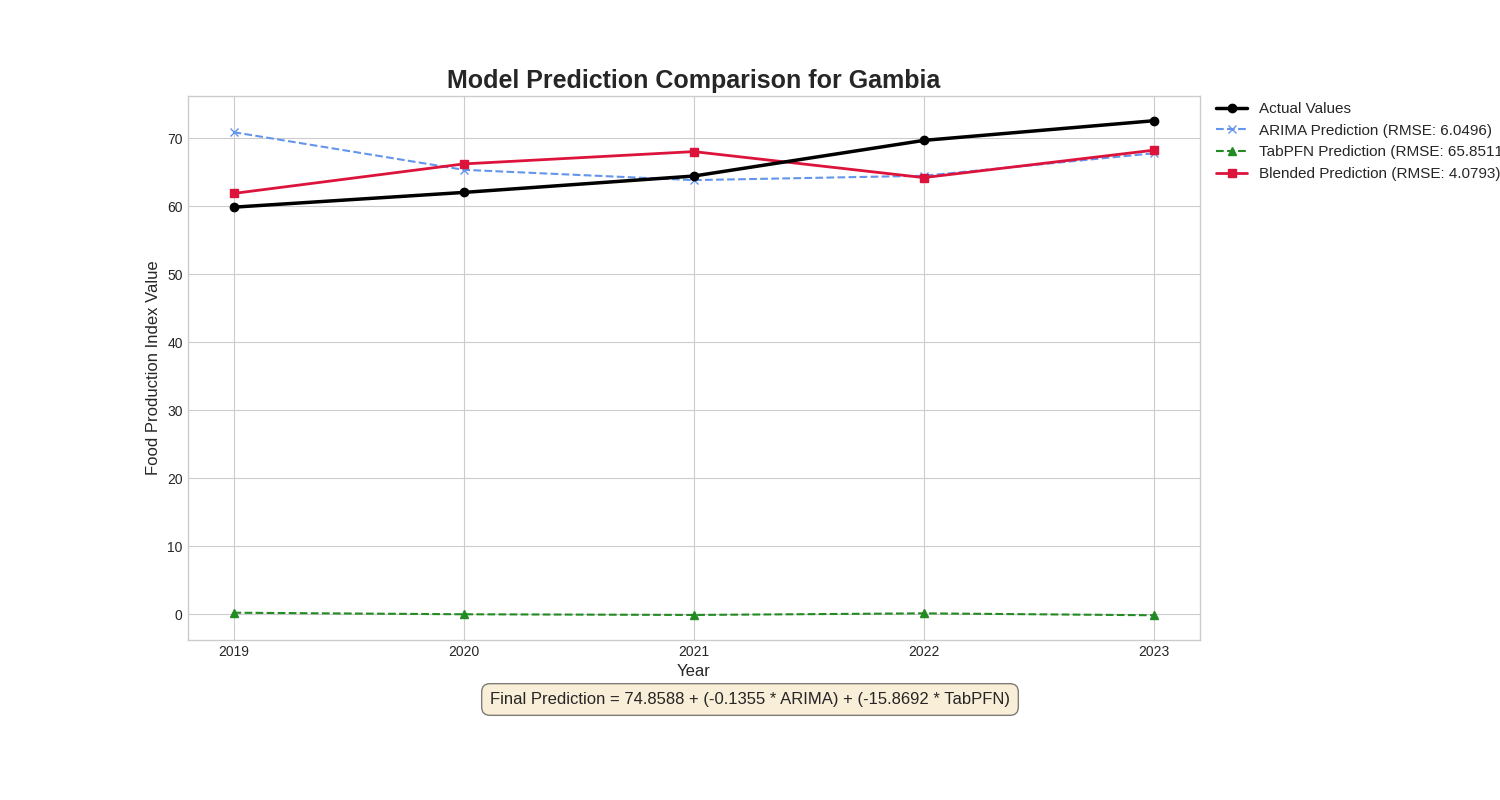 Model Prediction Comparison for Gambia
Actual Values
ARIMA Prediction (RMSE: 6.0496)
TabPFN Prediction (RMSE: 65.8511
Blended Prediction (RMSE: 4.0793)
Food Production Index Value
70
60
50
40
30
20
10
0
2019 2020 2021 2022 2023
Year
Final Prediction = 74.8588 + (-0.1355 * ARIMA) + (-15.8692 * TabPFN)